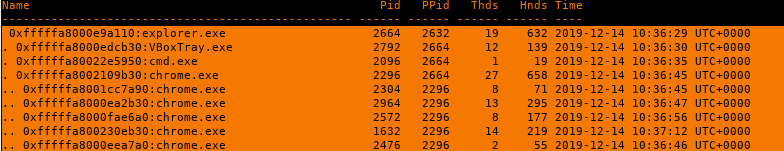 Name Pid PPid Thds Hnds Time
-------------------------------------------------- ------ ------ ------ ------ ----
0xfffffa8000e9a110:explorer.exe 2664 2632 19 632 2019-12-14 10:36:29 UTC+0000
. 0xfffffa8000edcb30:VBoxTray.exe 2792 2664 12 139 2019-12-14 10:36:30 UTC+0000
. 0xfffffa80022e5950:cmd.exe 2096 2664 1 19 2019-12-14 10:36:35 UTC+0000
. 0xfffffa8002109b30:chrome.exe 2296 2664 27 658 2019-12-14 10:36:45 UTC+0000
.. 0xfffffa8001cc7a90:chrome.exe 2304 2296 8 71 2019-12-14 10:36:45 UTC+0000
.. 0xfffffa8000ea2b30:chrome.exe 2964 2296 13 295 2019-12-14 10:36:47 UTC+0000
.. 0xfffffa8000fae6a0:chrome.exe 2572 2296 8 177 2019-12-14 10:36:56 UTC+0000
.. 0xfffffa800230eb30:chrome.exe 1632 2296 14 219 2019-12-14 10:37:12 UTC+0000
.. 0xfffffa8000eea7a0:chrome.exe 2476 2296 2 55 2019-12-14 10:36:46 UTC+0000